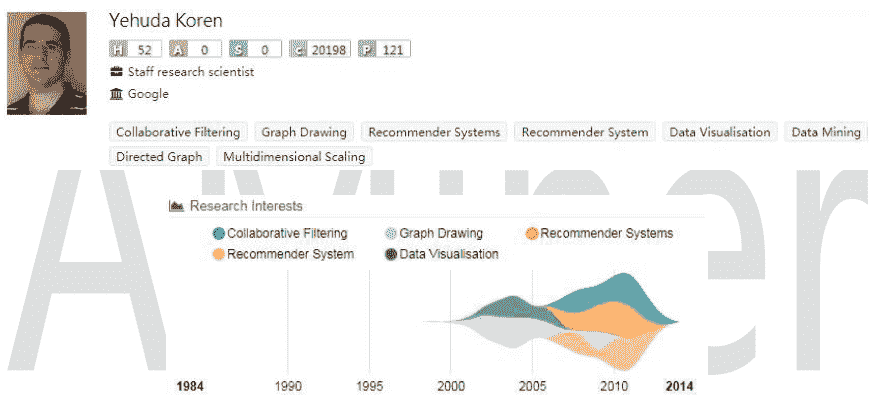 Yehuda Koren
H 52 A 0 S 0 C 20198 P 121
Staff research scientist
Google
Collaborative Filtering Graph Drawing Recommender Systems Recommender System Data Visualisation Data Mining
Directed Graph Multidimensional Scaling
AMiner
Research Interests
Collaborative Filtering Graph Drawing Recommender Systems
Recommender System Data Visualisation
1984 1990 1995 2000 2005 2010 2014